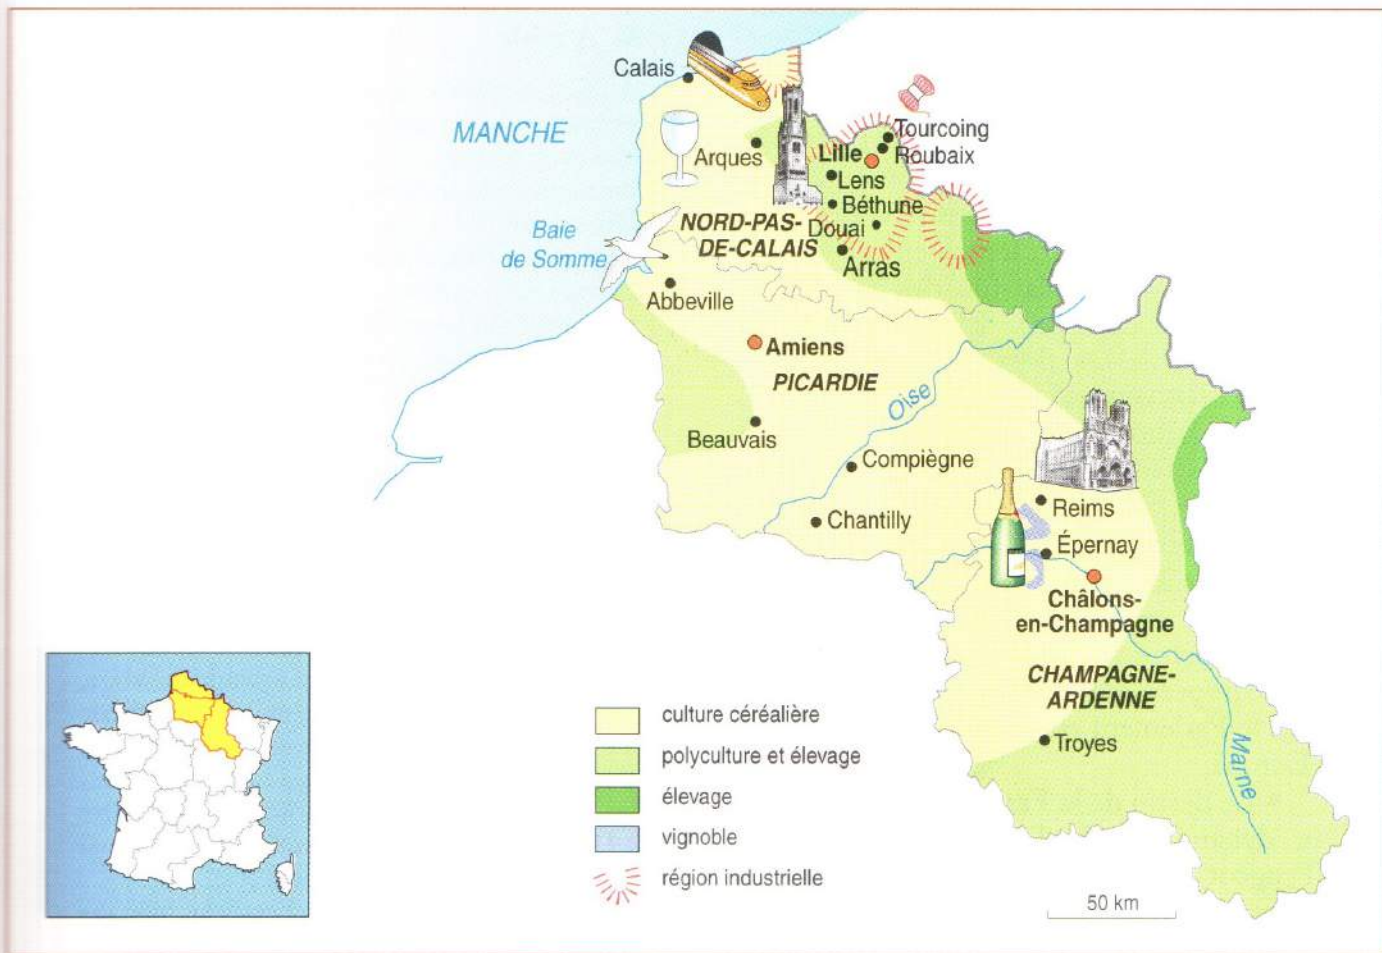 Calais
MANCHE
Tourcoing
Roubaix
Arques
Lille
Lens
Béthune
Douai
NORD-PAS-
DE-CALAIS
Arras
Baie
de Somme
Abbeville
Amiens
PICARDIE
Oise
Beauvais
Compiègne
Chantilly
Reims
Épernay
Châlons-
en-Champagne
CHAMPAGNE-
ARDENNE
Troyes
Marne
culture céréalière
polyculture et élevage
élevage
vignoble
région industrielle
50 km